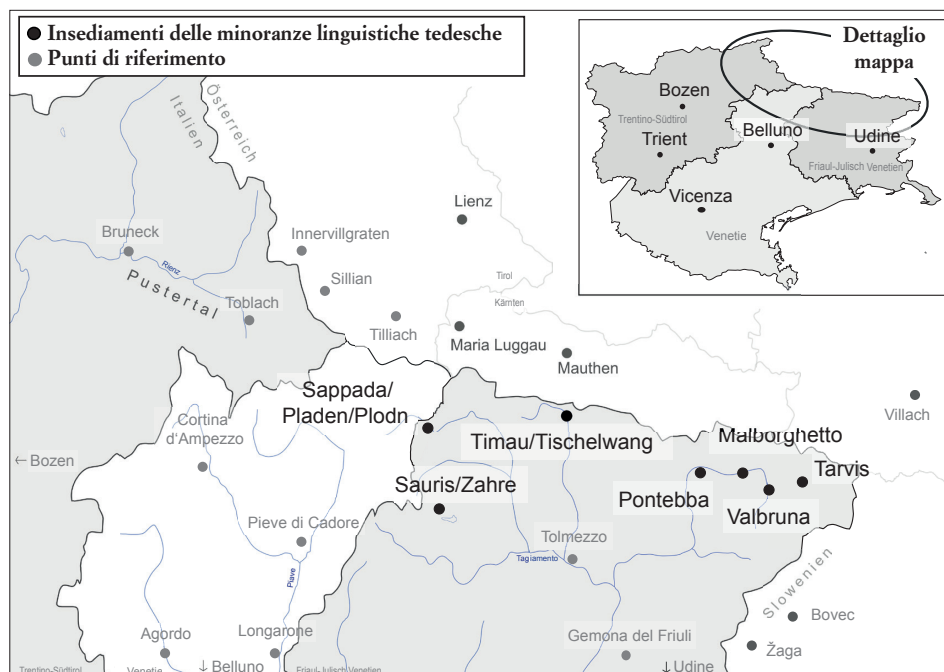 Insediamenti delle minoranze linguistiche tedesche
Punti di riferimento
Dettaglio
mappa
Bozen
Trentino-Südtirol
Trient
Belluno
Udine
Friaul-Julisch Venetien
Vicenza
Venetie
Österreich
Italien
Lienz
Bruneck
Innervillgraten
Rienz
Pustertal
Sillian
Tirol
Toblach
Kärnten
Tilliach
Maria Luggau
Mauthen
Sappada/
Pladen/Plodn
Villach
Cortina
d'Ampezzo
Timau/Tischelwang
Malborghetto
← Bozen
Tarvis
Sauris/Zahre
Pontebba
Valbruna
Pieve di Cadore
Tolmezzo
Tagiamento
Piave
Slowenien
Bovec
Agordo
Longarone
Gemona del Friuli
Žaga
Trentino-Südtirol
Venetie
↓ Belluno
Friaul-Julisch Venetien
↓ Udine